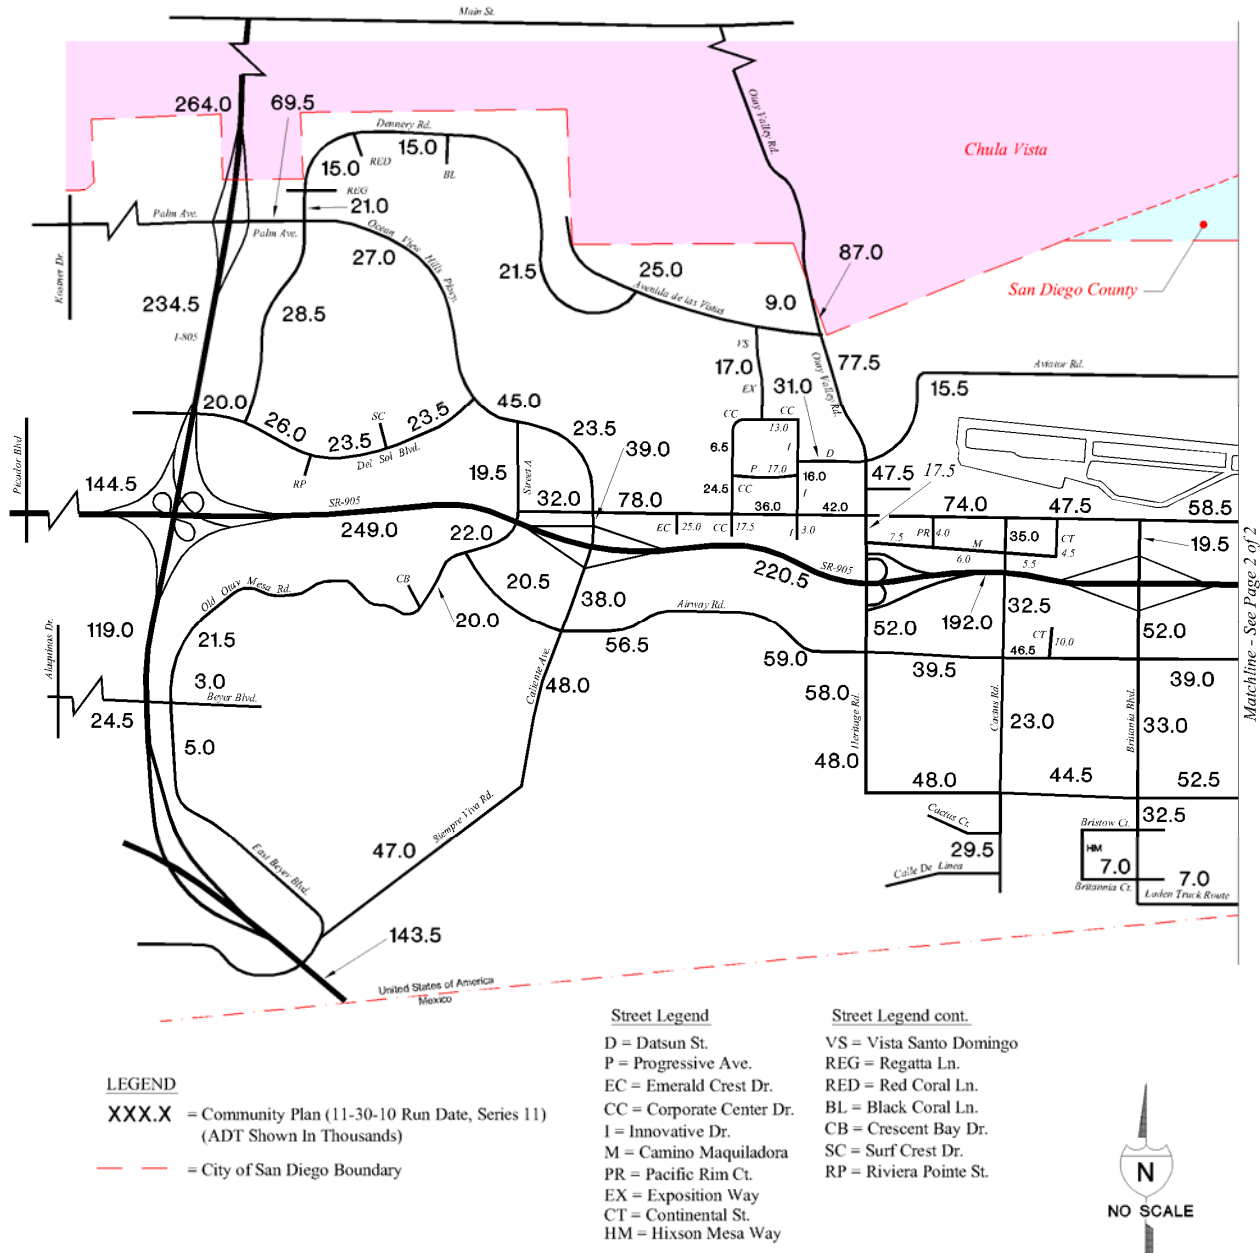 Main St.
264.0
69.5
Dennery Rd.
15.0
RED
15.0
BL
REG
21.0
Otay Valley Rd.
Chula Vista
Palm Ave.
Palm Ave.
Ocean View Hills Pkwy.
27.0
87.0
25.0
21.5
Avenida de las Vistas
9.0
San Diego County
234.5
28.5
I-805
VS
17.0
Otay Valley Rd.
77.5
Aviator Rd.
EX
31.0
15.5
20.0
26.0
SC
23.5
23.5
Del Sol Blvd.
RP
45.0
23.5
39.0
CC
CC
13.0
6.5
I
D
Picador Blvd
144.5
SR-905
249.0
19.5
Street A
32.0
78.0
P
17.0
16.0
24.5
CC
I
36.0
42.0
47.5
17.5
74.0
47.5
58.5
22.0
EC
25.0
CC
17.5
I
3.0
7.5
PR
4.0
M
6.0
35.0
CT
4.5
5.5
19.5
SR-905
220.5
Old Otay Mesa Rd.
CB
20.5
38.0
20.0
Airway Rd.
56.5
192.0
32.5
52.0
CT
10.0
52.0
119.0
21.5
59.0
46.5
39.5
39.0
3.0
Beyer Blvd.
24.5
5.0
Caliente Ave.
48.0
58.0
Heritage Rd.
48.0
Cactus Rd.
23.0
Britania Blvd.
33.0
Matchline - See Page 2 of 2
48.0
44.5
52.5
Siempre Viva Rd.
47.0
East Beyer Blvd.
Cactus Ct.
29.5
Calle De Linea
32.5
Bristow Ct.
HM
7.0
Britannia Ct.
7.0
Laden Truck Route
143.5
United States of America
Mexico
LEGEND
XXX.X = Community Plan (11-30-10 Run Date, Series 11)
(ADT Shown In Thousands)
= City of San Diego Boundary
Street Legend
D = Datsun St.
P = Progressive Ave.
EC = Emerald Crest Dr.
CC = Corporate Center Dr.
I = Innovative Dr.
M = Camino Maquiladora
PR = Pacific Rim Ct.
EX = Exposition Way
CT = Continental St.
HM = Hixson Mesa Way
Street Legend cont.
VS = Vista Santo Domingo
REG = Regatta Ln.
RED = Red Coral Ln.
BL = Black Coral Ln.
CB = Crescent Bay Dr.
SC = Surf Crest Dr.
RP = Riviera Pointe St.
N
NO SCALE